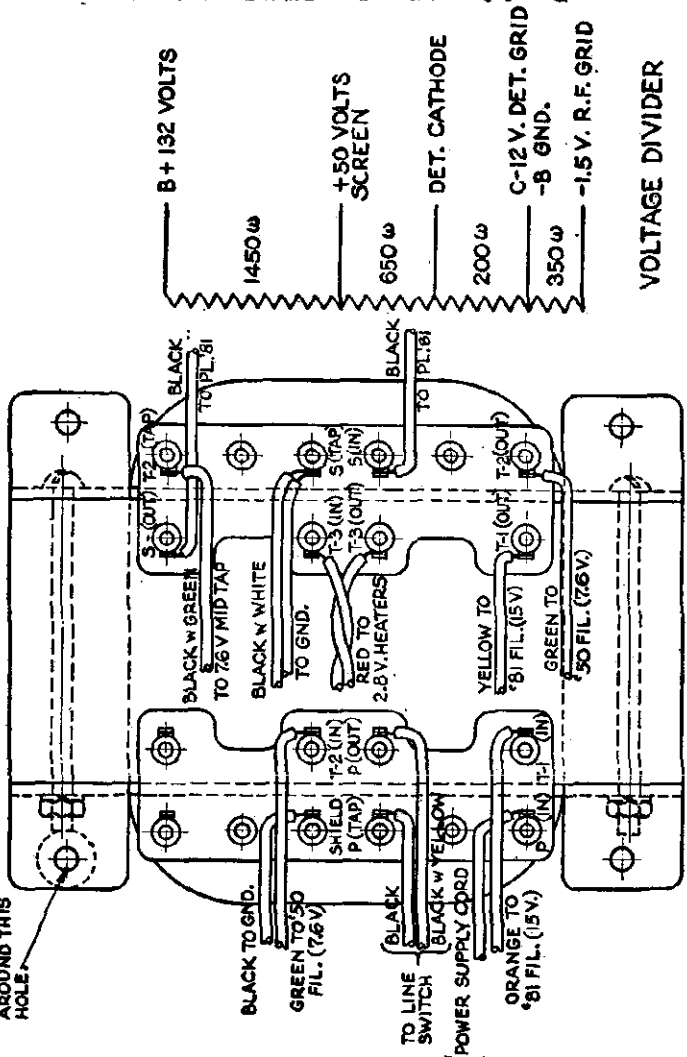 AROUND THIS
HOLE.
BLACK TO GND.
GREEN TO '50
FIL. (7.6V)
BLACK
BLACK W YELLOW
TO LINE
SWITCH
POWER SUPPLY CORD
ORANGE TO
'81 FIL. (15V.)
SHIELD
T-2 (IN)
P(TAP)
P(OUT)
P (IN)
T-1 (IN)
BLACK W GREEN
TO 7.6 V MID TAP
BLACK W WHITE
TO GND.
RED TO
2.8 V. HEATERS
YELLOW TO
'81 FIL. (15 V)
GREEN TO
'50 FIL. (7.6V.)
S-(OUT)
T-2 (TAP)
T-3 (IN)
S (TAP)
T-3 (OUT)
S (IN)
T-1 (OUT)
T-2 (OUT)
BLACK
TO PL. '81
BLACK
TO PL. '81
B+132 VOLTS
1450 ω
+50 VOLTS
SCREEN
650 ω
DET. CATHODE
200 ω
C-12 V. DET. GRID
-B GND.
350 ω
-1.5 V. R.F. GRID
VOLTAGE DIVIDER